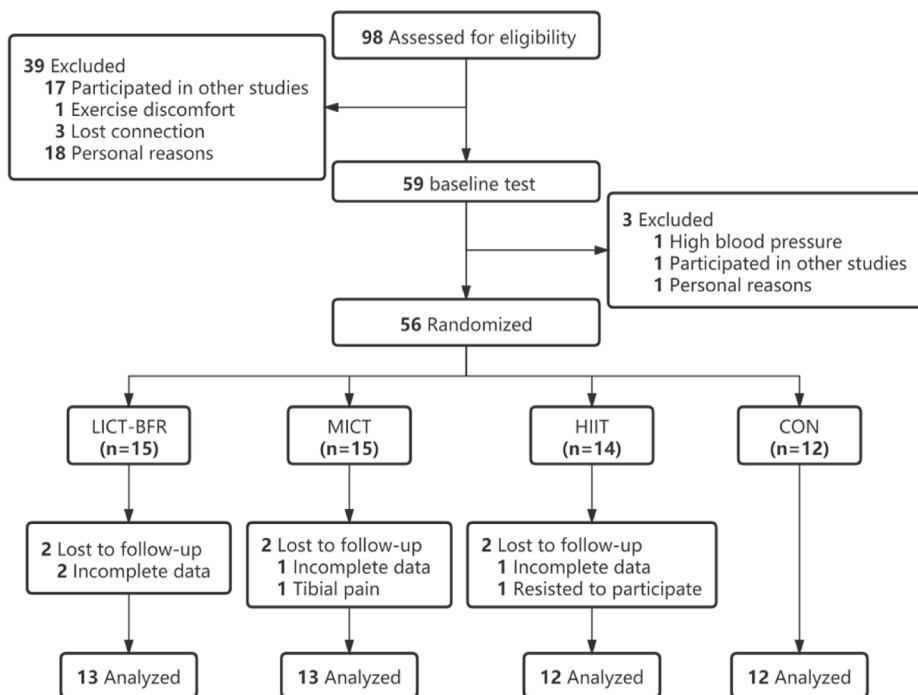 98 Assessed for eligibility
39 Excluded
17 Participated in other studies
1 Exercise discomfort
3 Lost connection
18 Personal reasons
59 baseline test
3 Excluded
1 High blood pressure
1 Participated in other studies
1 Personal reasons
56 Randomized
LICT-BFR
(n=15)
MICT
(n=15)
HIIT
(n=14)
CON
(n=12)
2 Lost to follow-up
2 Incomplete data
2 Lost to follow-up
1 Incomplete data
1 Tibial pain
2 Lost to follow-up
1 Incomplete data
1 Resisted to participate
13 Analyzed
13 Analyzed
12 Analyzed
12 Analyzed